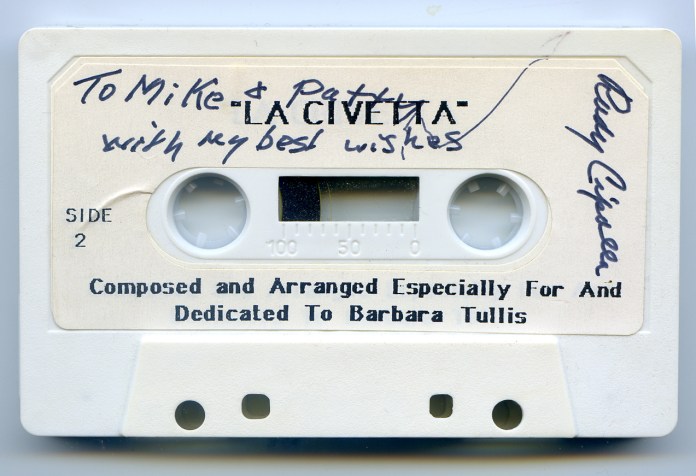 To Mike & Patty
"LA CIVETTA"
with my best wishes
Rudy
SIDE
2
100 50 0
Composed and Arranged Especially For And
Dedicated To Barbara Tullis